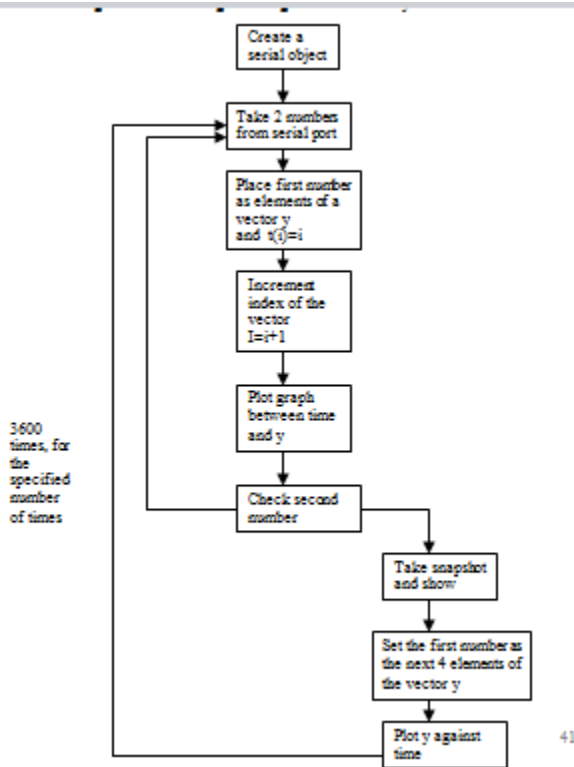 Create a
serial object
Take 2 numbers
from serial port
Place first number
as elements of a
vector y
and t(i)=i
Increment
index of the
vector
I=i+1
Plot graph
between time
and y
3600
times, for
the
specified
number
of times
Check second
number
Take snapshot
and show
Set the first number as
the next 4 elements of
the vector y
Plot y against
time
41